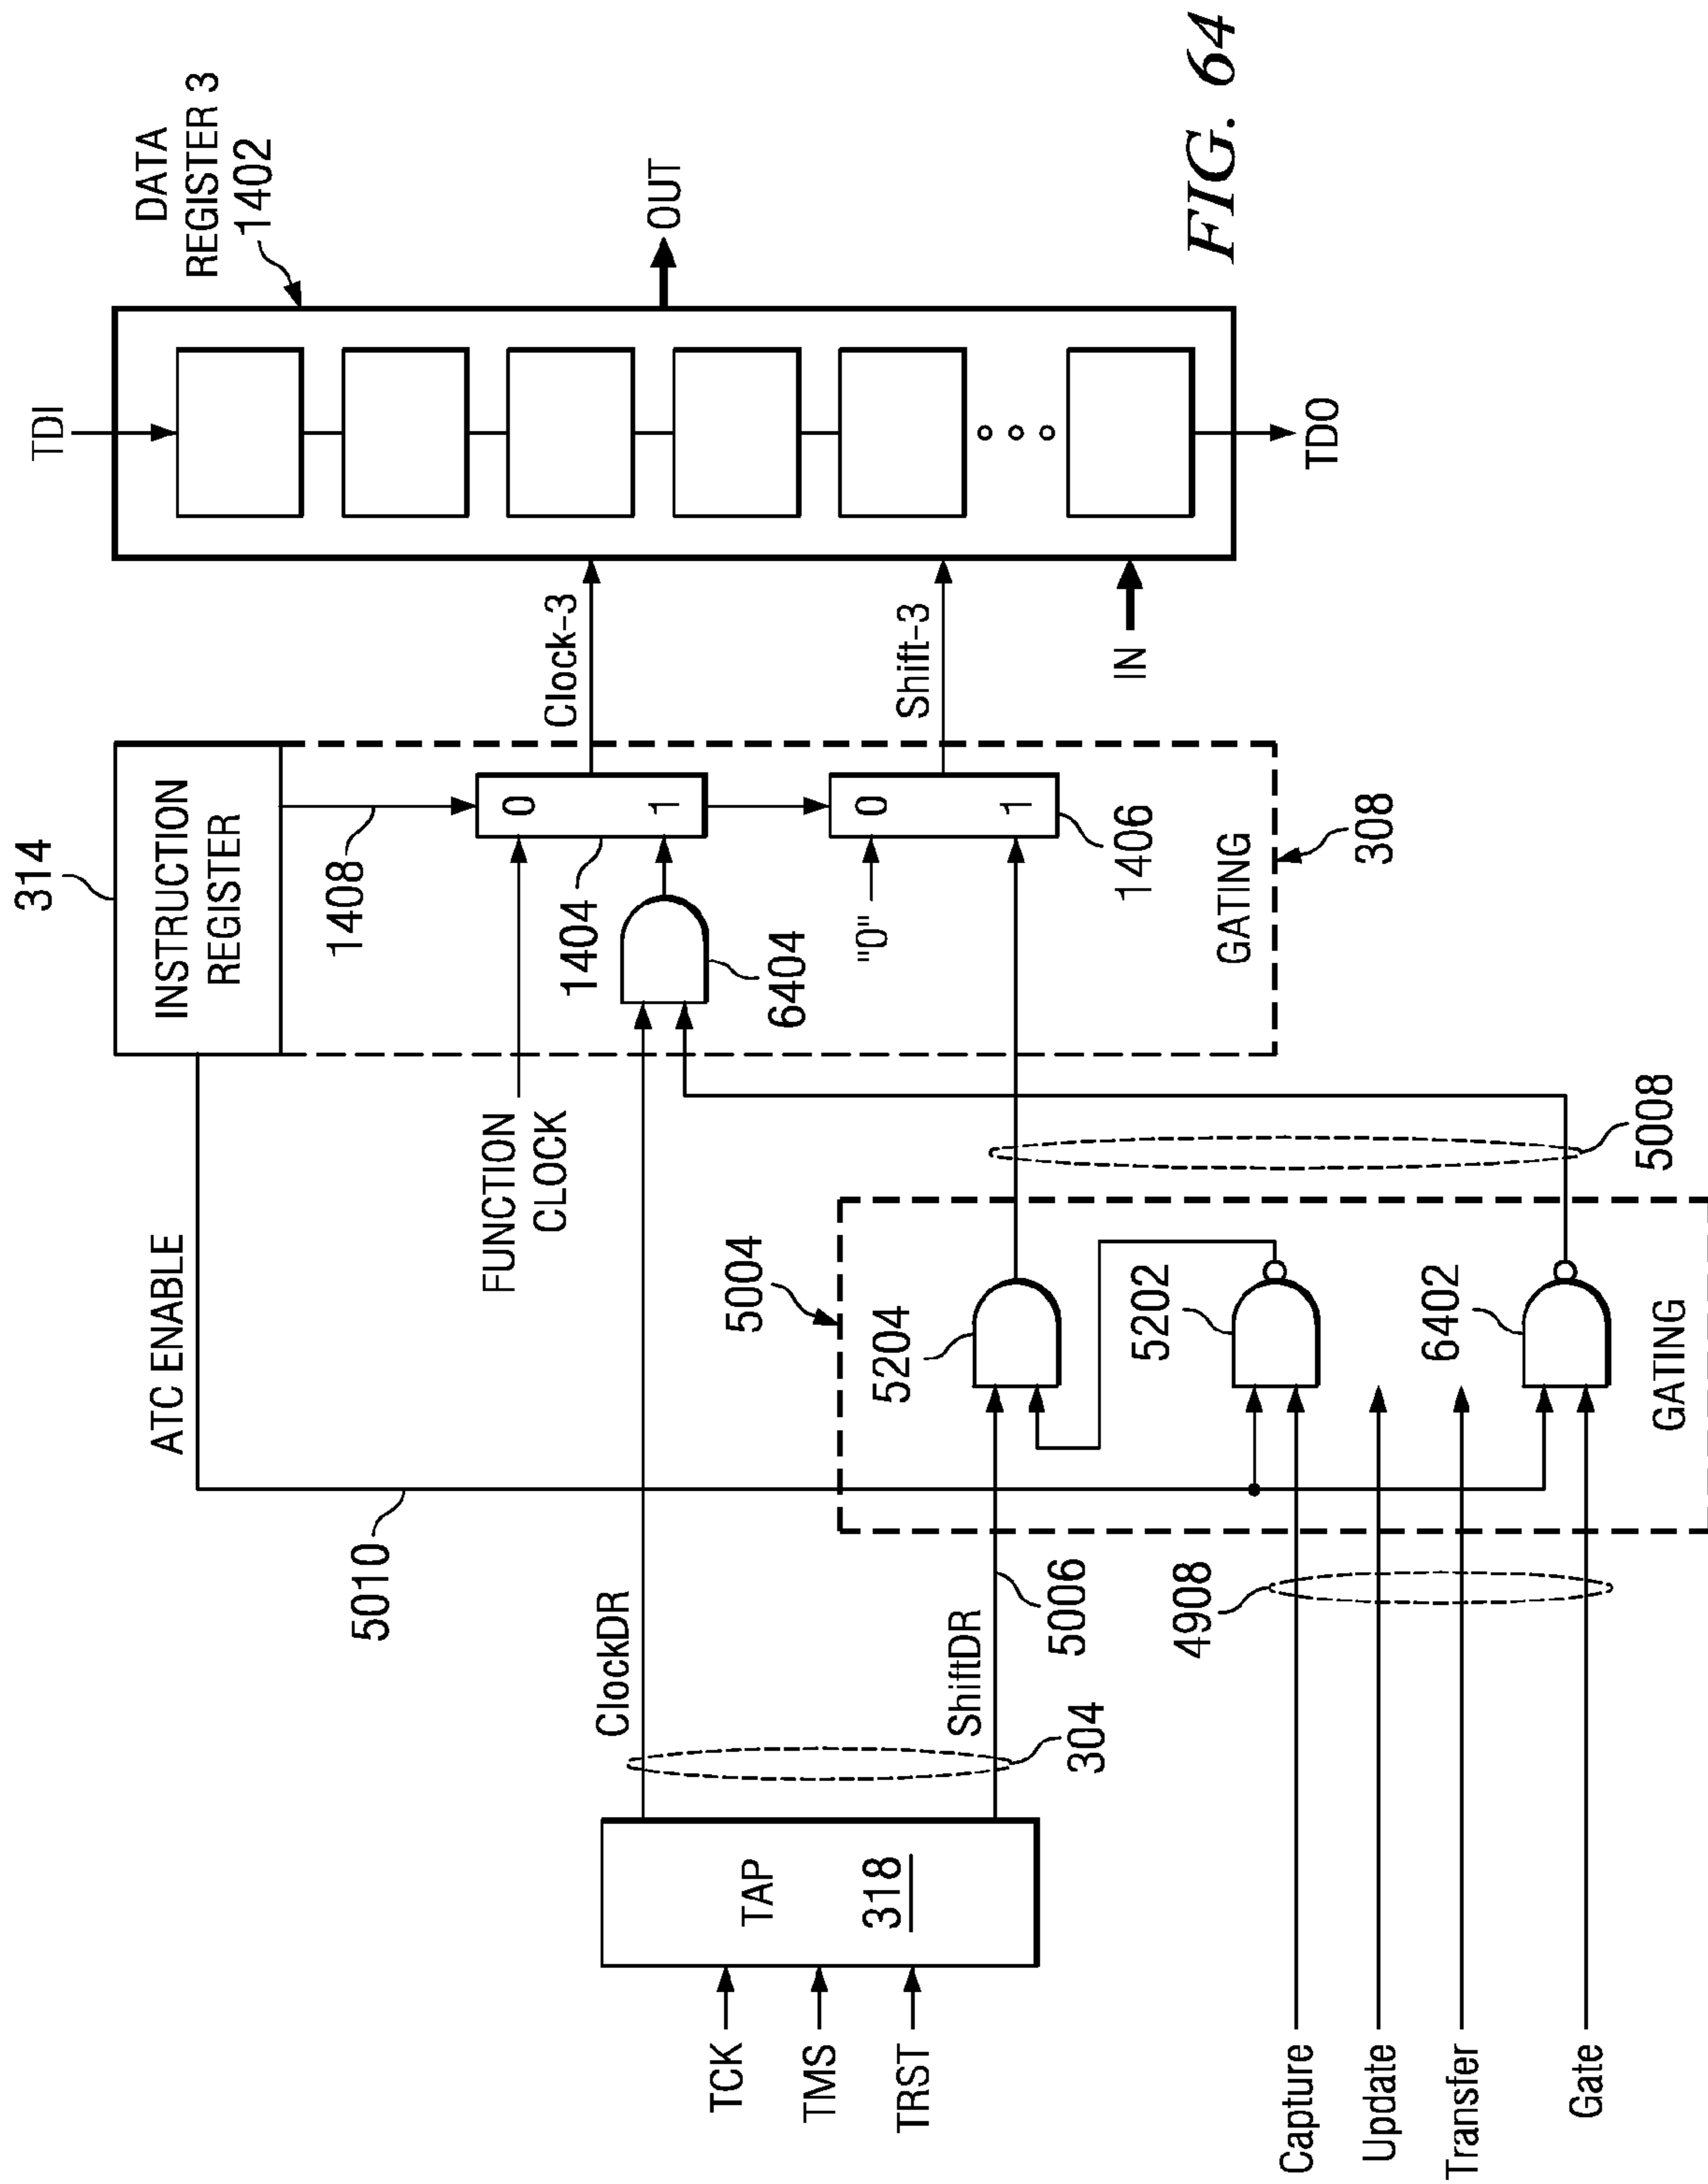 314
INSTRUCTION
REGISTER
1408
ATC ENABLE
5010
FUNCTION
CLOCK
0
1
1404
6404
"0"
0
1
1406
GATING
308
Clock-3
Shift-3
IN
TDI
DATA
REGISTER 3
1402
OUT
TDO
TCK
TMS
TRST
TAP
318
ClockDR
ShiftDR
304
5006
5004
5204
5202
6402
GATING
5008
4908
Capture
Update
Transfer
Gate
FIG. 64